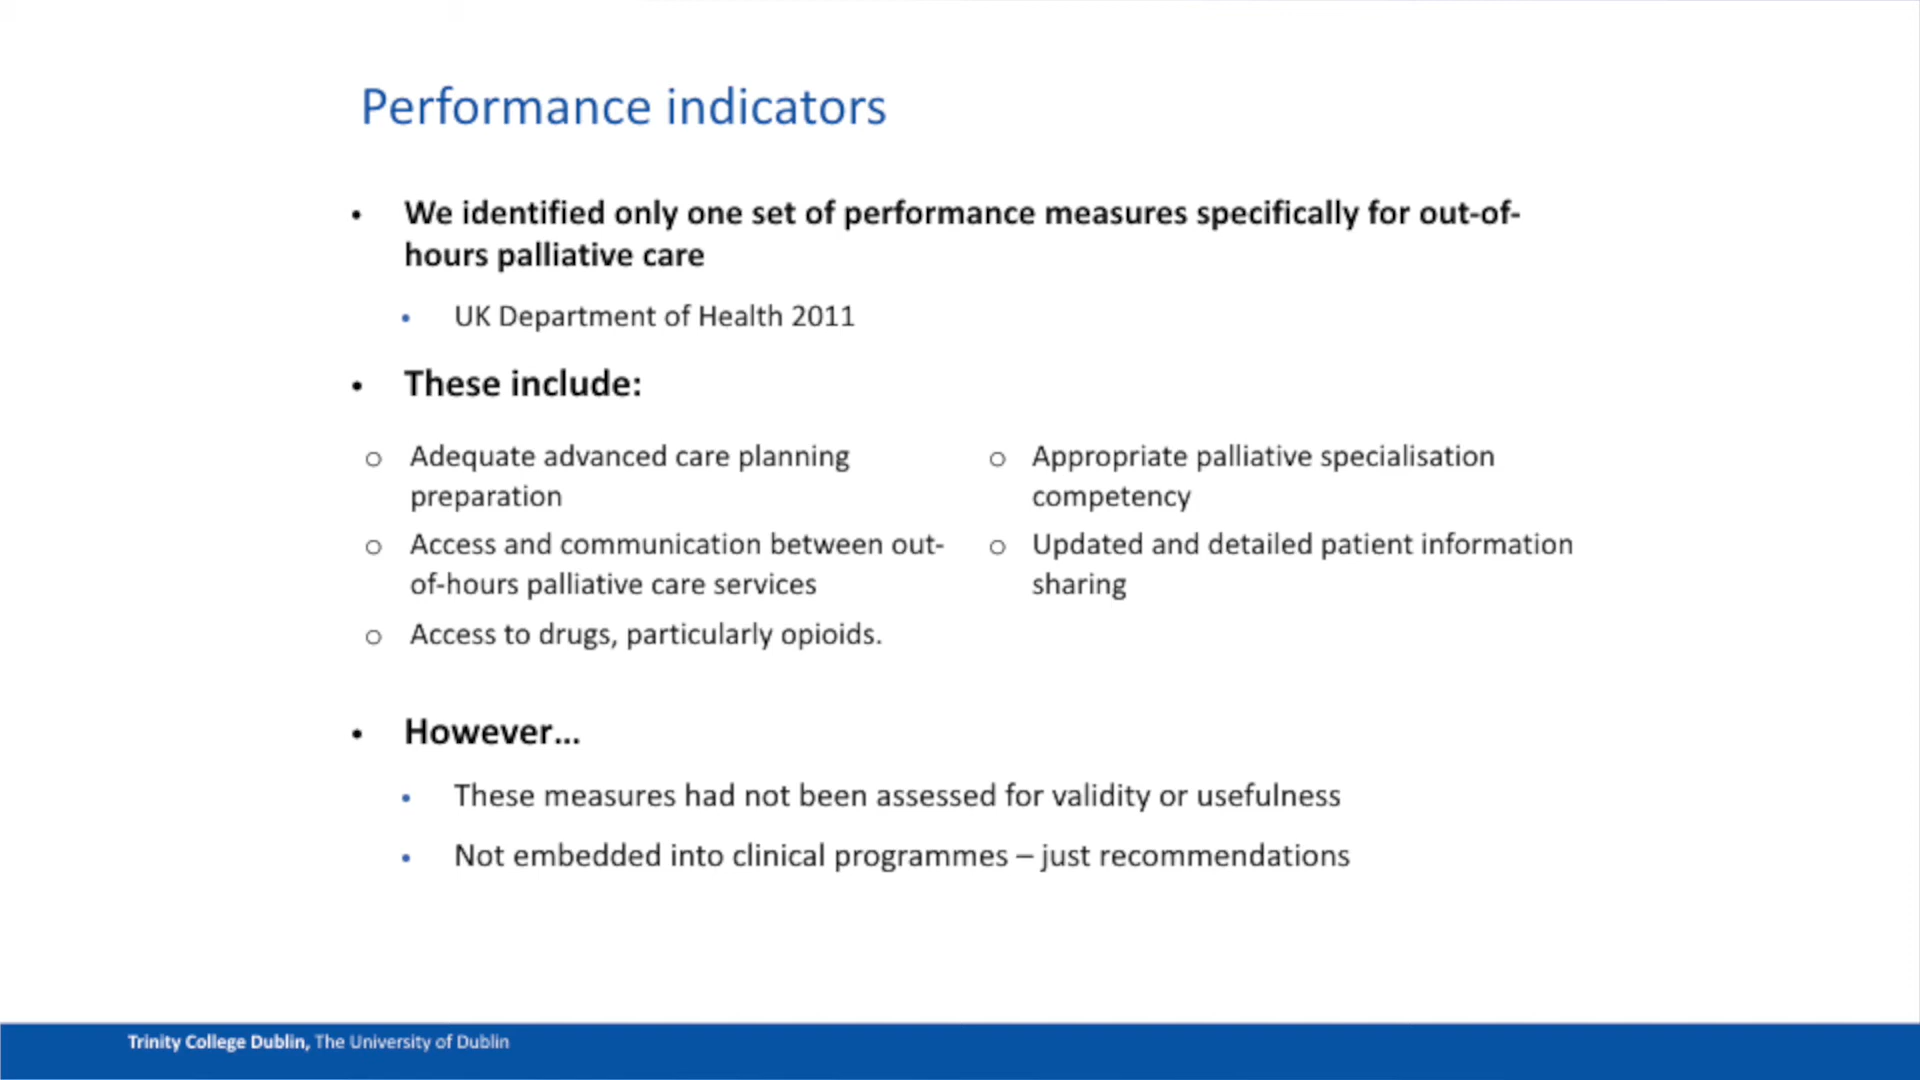 Performance indicators
• We identified only one set of performance measures specifically for out-of-
hours palliative care
• UK Department of Health 2011
• These include:
o Adequate advanced care planning
preparation
o Access and communication between out-
of-hours palliative care services
o Access to drugs, particularly opioids.
o Appropriate palliative specialisation
competency
o Updated and detailed patient information
sharing
• However...
• These measures had not been assessed for validity or usefulness
• Not embedded into clinical programmes – just recommendations
Trinity College Dublin, The University of Dublin